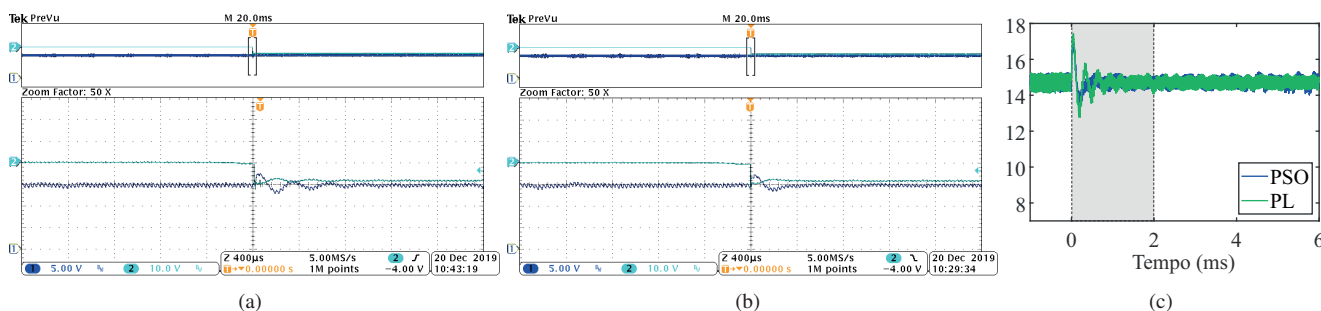 Tek PreVu
M 20.0ms
T
2
1
Zoom Factor: 50 X
T
2
1
1 5.00 V
2 10.0 V
Z 400µs
T→▼0.00000 s
5.00MS/s
1M points
2
−4.00 V
20 Dec 2019
10:43:19
(a)
Tek PreVu
M 20.0ms
T
2
1
Zoom Factor: 50 X
T
2
1
1 5.00 V
2 10.0 V
Z 400µs
T→▼0.00000 s
5.00MS/s
1M points
2
−4.00 V
20 Dec 2019
10:29:34
(b)
18
16
14
12
10
8
PSO
PL
0 2 4 6
Tempo (ms)
(c)